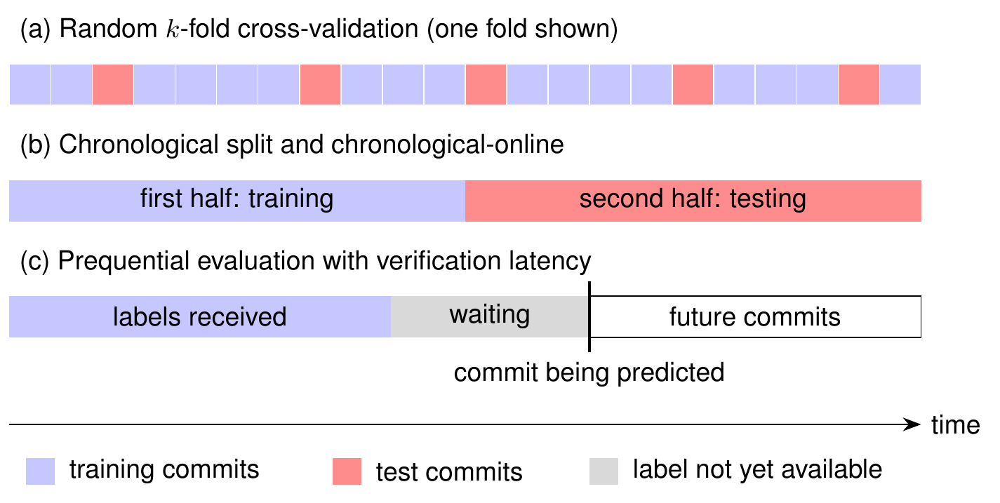 (a) Random k-fold cross-validation (one fold shown)
(b) Chronological split and chronological-online
first half: training second half: testing
(c) Prequential evaluation with verification latency
labels received waiting future commits
commit being predicted
time
training commits test commits label not yet available